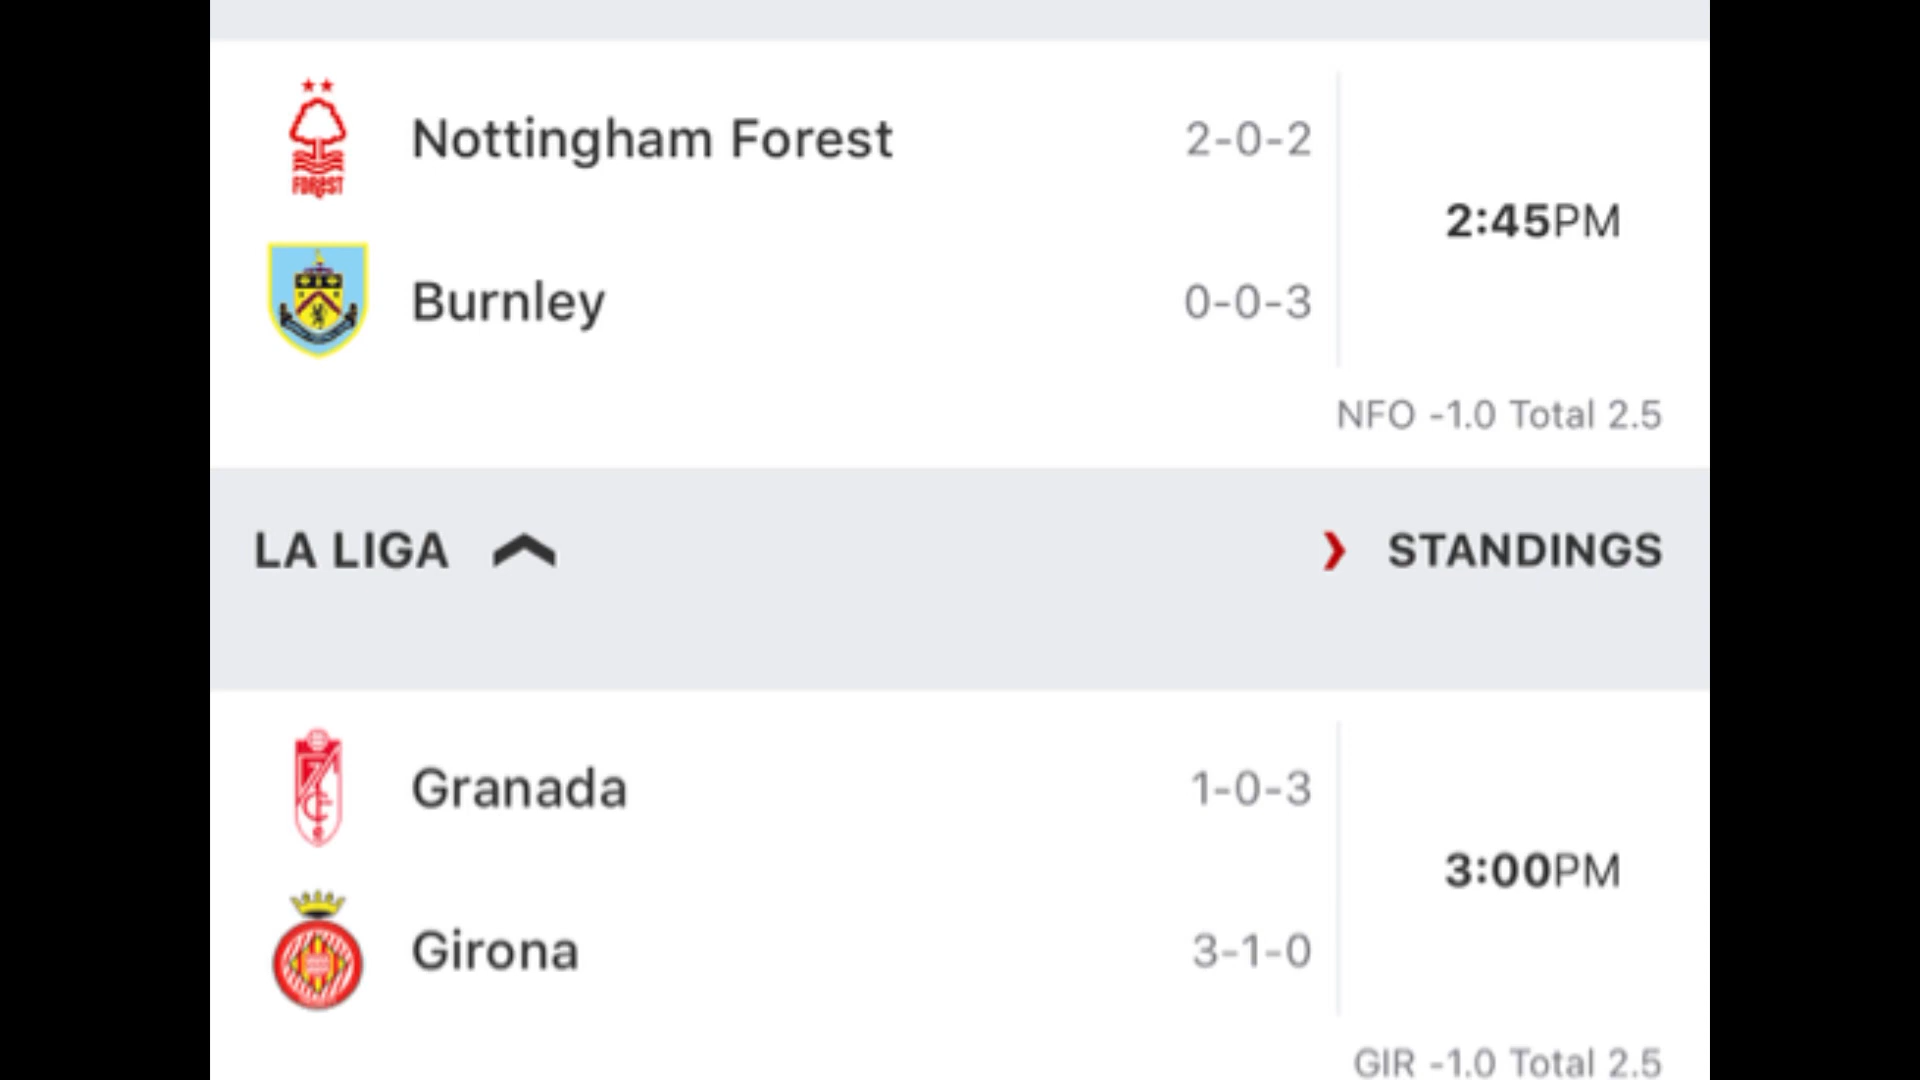 FOREST
Nottingham Forest 2-0-2
2:45PM
Burnley 0-0-3
NFO -1.0 Total 2.5
LA LIGA STANDINGS
Granada 1-0-3
3:00PM
Girona 3-1-0
GIR -1.0 Total 2.5